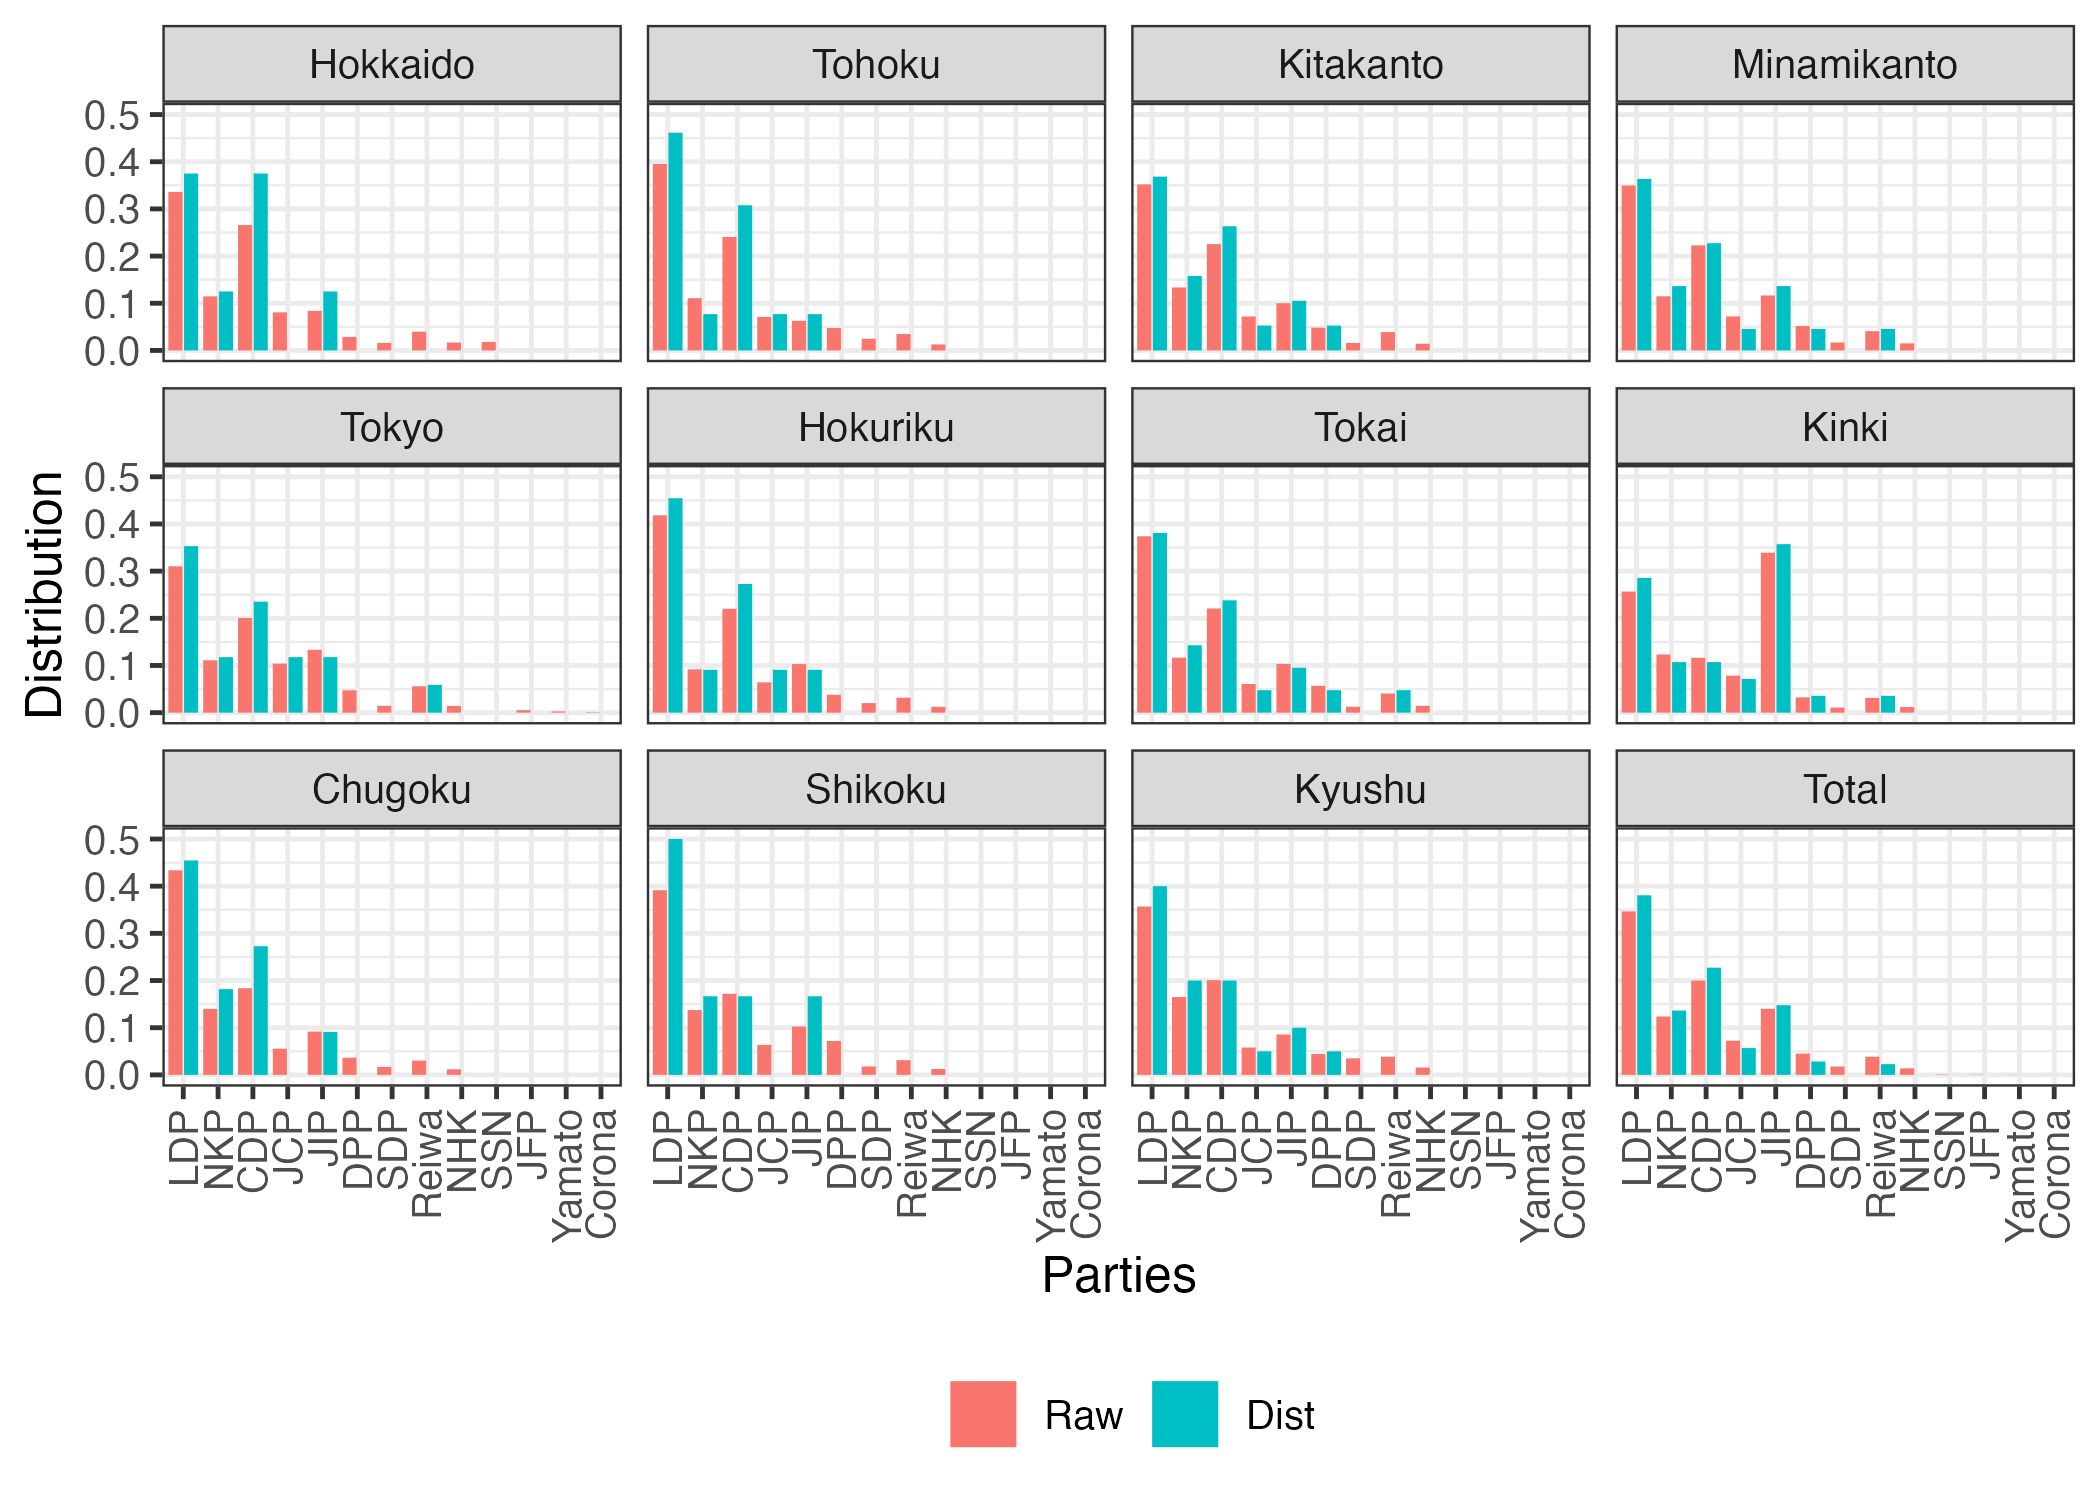 Hokkaido Tohoku Kitakanto Minamikanto
0.5
0.4
0.3
0.2
0.1
0.0
Tokyo Hokuriku Tokai Kinki
0.5
0.4
0.3
0.2
0.1
0.0
Distribution
Chugoku Shikoku Kyushu Total
0.5
0.4
0.3
0.2
0.1
0.0
LDP NKP CDP JCP JIP DPP SDP Reiwa NHK SSN JFP Yamato Corona LDP NKP CDP JCP JIP DPP SDP Reiwa NHK SSN JFP Yamato Corona LDP NKP CDP JCP JIP DPP SDP Reiwa NHK SSN JFP Yamato Corona LDP NKP CDP JCP JIP DPP SDP Reiwa NHK SSN JFP Yamato Corona
Parties
Raw Dist